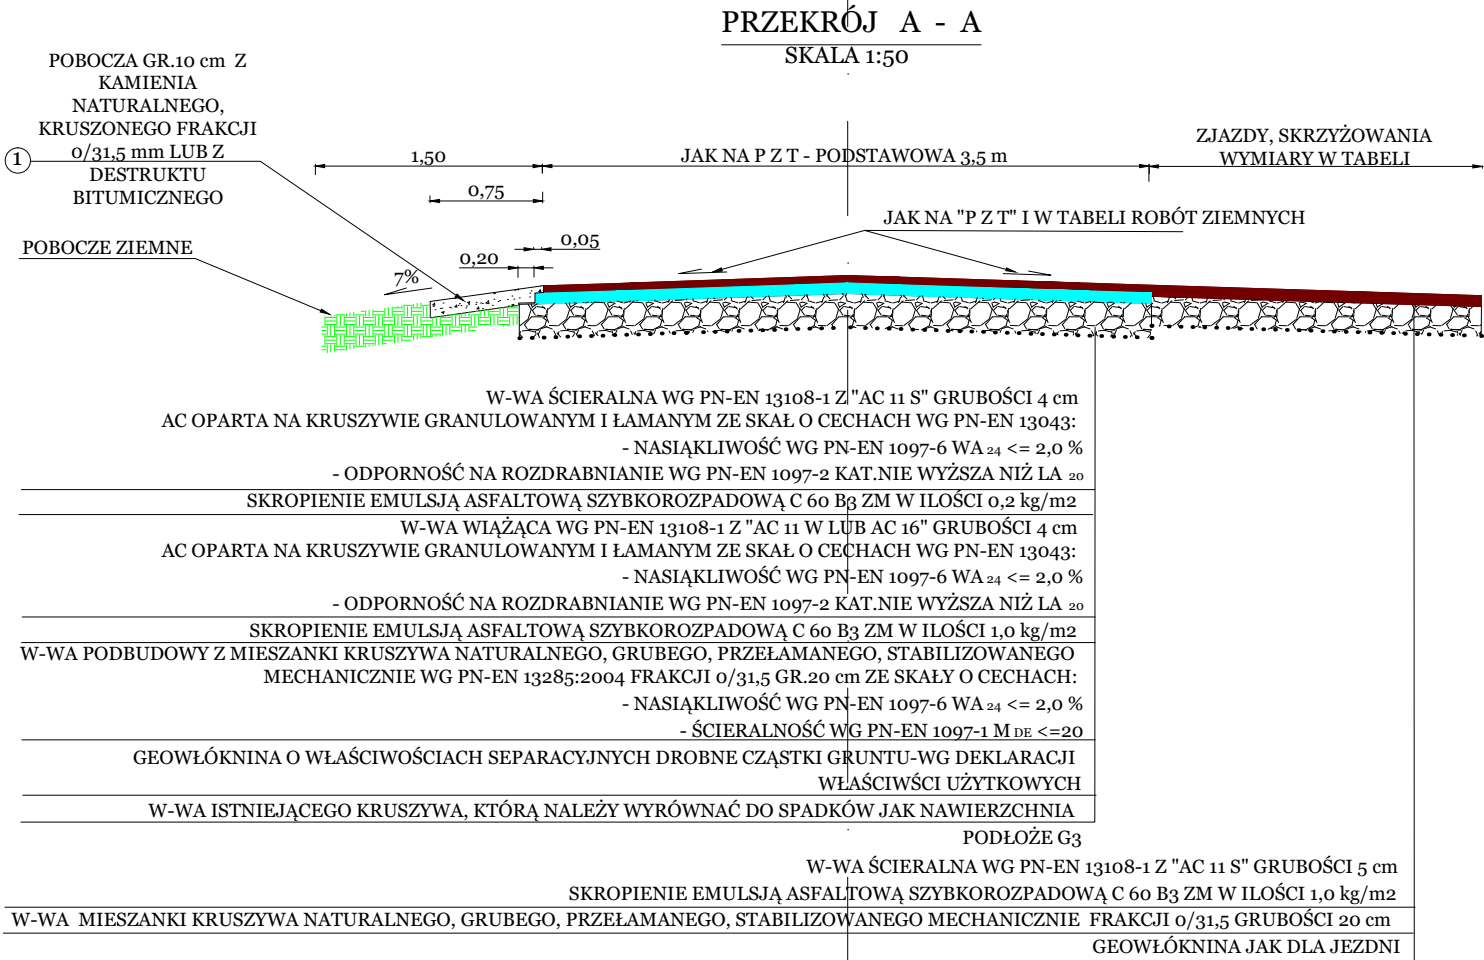 PRZEKRÓJ A - A
SKALA 1:50
POBOCZA GR.10 cm Z
KAMIENIA
NATURALNEGO,
KRUSZONEGO FRAKCJI
0/31,5 mm LUB Z
DESTRUKTU
BITUMICZNEGO
1
POBOCZE ZIEMNE
1,50
JAK NA P Z T - PODSTAWOWA 3,5 m
ZJAZDY, SKRZYŻOWANIA
WYMIARY W TABELI
0,75
JAK NA "P Z T" I W TABELI ROBÓT ZIEMNYCH
0,05
0,20
7%
W-WA ŚCIERALNA WG PN-EN 13108-1 Z "AC 11 S" GRUBOŚCI 4 cm
AC OPARTA NA KRUSZYWIE GRANULOWANYM I ŁAMANYM ZE SKAŁ O CECHACH WG PN-EN 13043:
- NASIĄKLIWOŚĆ WG PN-EN 1097-6 WA 24 <= 2,0 %
- ODPORNOŚĆ NA ROZDRABNIANIE WG PN-EN 1097-2 KAT.NIE WYŻSZA NIŻ LA 20
SKROPIENIE EMULSJĄ ASFALTOWĄ SZYBKOROZPADOWĄ C 60 B3 ZM W ILOŚCI 0,2 kg/m2
W-WA WIĄŻĄCA WG PN-EN 13108-1 Z "AC 11 W LUB AC 16" GRUBOŚCI 4 cm
AC OPARTA NA KRUSZYWIE GRANULOWANYM I ŁAMANYM ZE SKAŁ O CECHACH WG PN-EN 13043:
- NASIĄKLIWOŚĆ WG PN-EN 1097-6 WA 24 <= 2,0 %
- ODPORNOŚĆ NA ROZDRABNIANIE WG PN-EN 1097-2 KAT.NIE WYŻSZA NIŻ LA 20
SKROPIENIE EMULSJĄ ASFALTOWĄ SZYBKOROZPADOWĄ C 60 B3 ZM W ILOŚCI 1,0 kg/m2
W-WA PODBUDOWY Z MIESZANKI KRUSZYWA NATURALNEGO, GRUBEGO, PRZEŁAMANEGO, STABILIZOWANEGO
MECHANICZNIE WG PN-EN 13285:2004 FRAKCJI 0/31,5 GR.20 cm ZE SKAŁY O CECHACH:
- NASIĄKLIWOŚĆ WG PN-EN 1097-6 WA 24 <= 2,0 %
- ŚCIERALNOŚĆ WG PN-EN 1097-1 M DE <=20
GEOWŁÓKNINA O WŁAŚCIWOŚCIACH SEPARACYJNYCH DROBNE CZĄSTKI GRUNTU-WG DEKLARACJI
WŁAŚCIWŚCI UŻYTKOWYCH
W-WA ISTNIEJĄCEGO KRUSZYWA, KTÓRĄ NALEŻY WYRÓWNAĆ DO SPADKÓW JAK NAWIERZCHNIA
PODŁOŻE G3
W-WA ŚCIERALNA WG PN-EN 13108-1 Z "AC 11 S" GRUBOŚCI 5 cm
SKROPIENIE EMULSJĄ ASFALTOWĄ SZYBKOROZPADOWĄ C 60 B3 ZM W ILOŚCI 1,0 kg/m2
W-WA MIESZANKI KRUSZYWA NATURALNEGO, GRUBEGO, PRZEŁAMANEGO, STABILIZOWANEGO MECHANICZNIE FRAKCJI 0/31,5 GRUBOŚCI 20 cm
GEOWŁÓKNINA JAK DLA JEZDNI